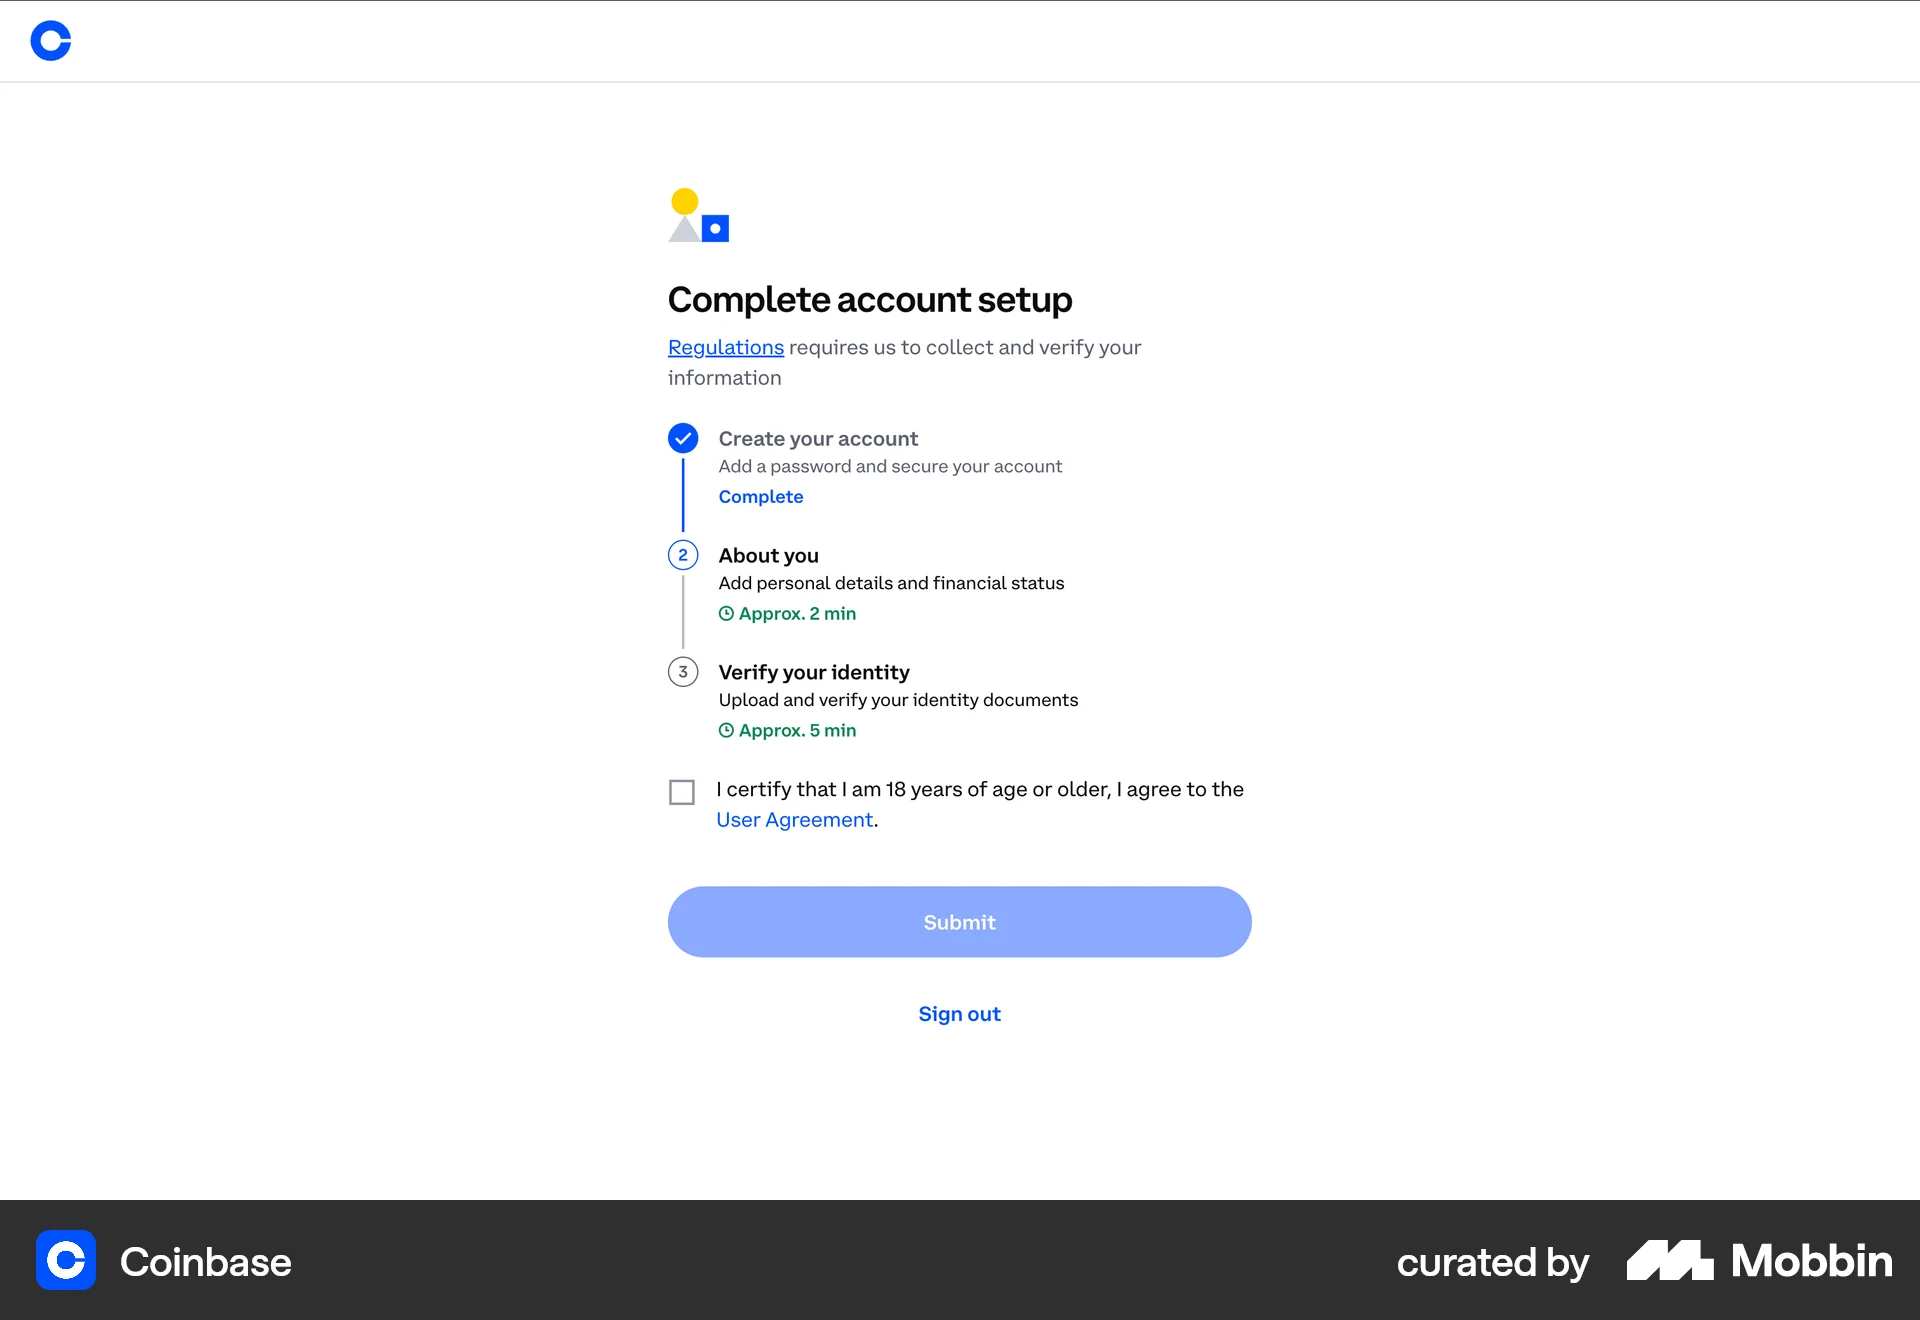 Complete account setup
Regulations requires us to collect and verify your
information
Create your account
Add a password and secure your account
Complete
2
About you
Add personal details and financial status
Approx. 2 min
3
Verify your identity
Upload and verify your identity documents
Approx. 5 min
I certify that I am 18 years of age or older, I agree to the
User Agreement.
Submit
Sign out
Coinbase
curated by Mobbin